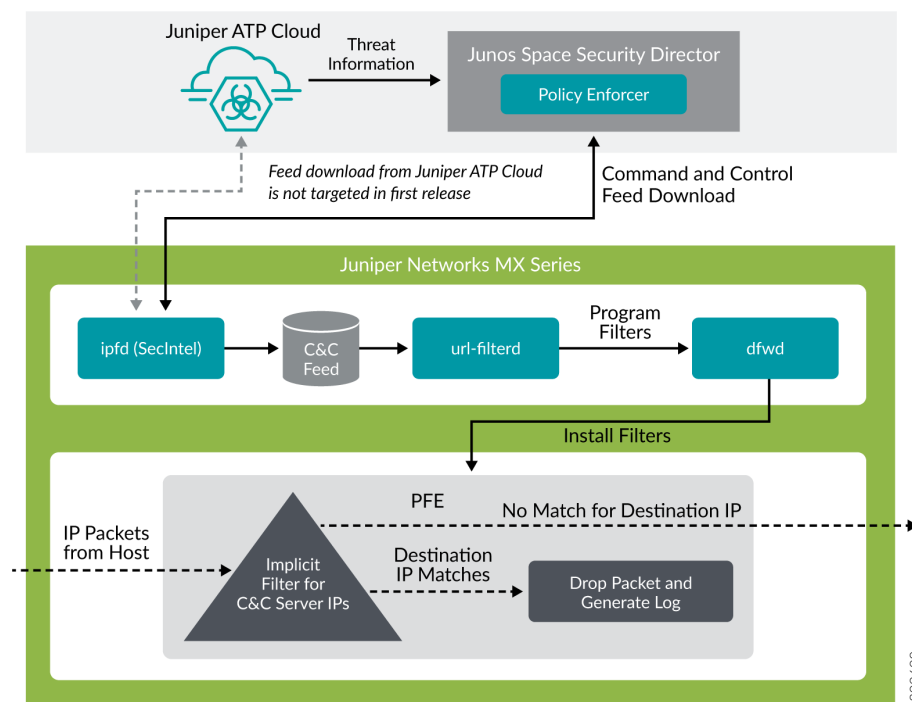 Juniper ATP Cloud
Threat
Information
Junos Space Security Director
Policy Enforcer
Feed download from Juniper ATP Cloud
is not targeted in first release
Command and Control
Feed Download
Juniper Networks MX Series
ipfd (SecIntel)
C&C
Feed
url-filterd
Program
Filters
dfwd
Install Filters
PFE
No Match for Destination IP
IP Packets
from Host
Implicit
Filter for
C&C Server IPs
Destination
IP Matches
Drop Packet and
Generate Log